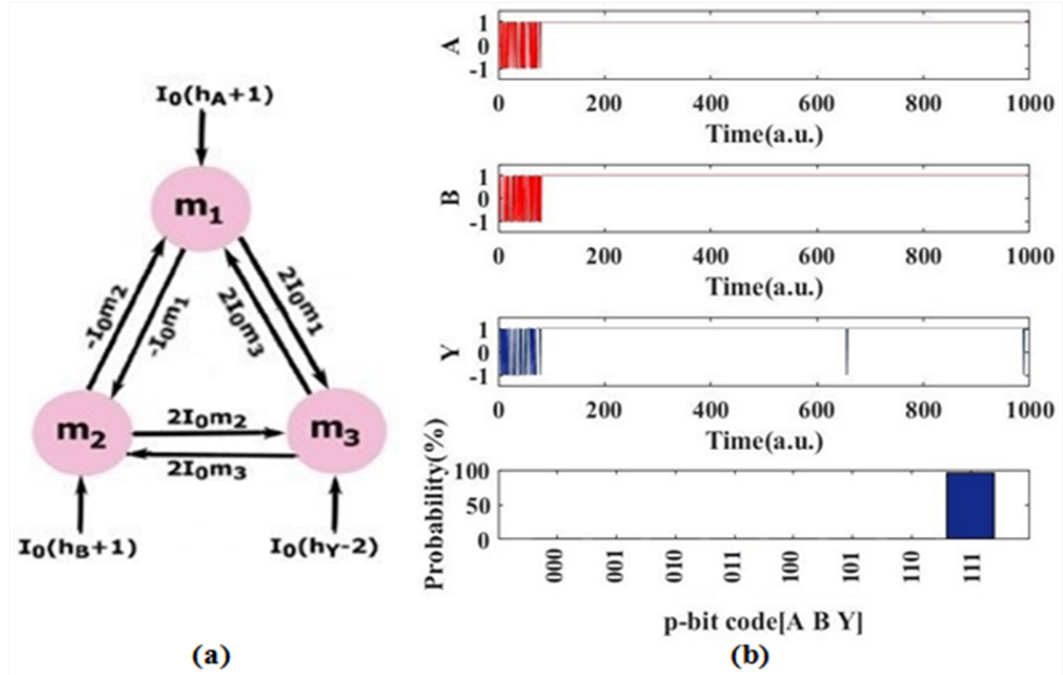 I₀(hA+1)
m₁
-I₀m₂
-I₀m₁
2I₀m₃
2I₀m₁
m₂
2I₀m₂
2I₀m₃
m₃
I₀(hB+1)
I₀(hY-2)
(a)
A
1
0
-1
0 200 400 600 800 1000
Time(a.u.)
B
1
0
-1
0 200 400 600 800 1000
Time(a.u.)
Y
1
0
-1
0 200 400 600 800 1000
Time(a.u.)
Probability(%)
100
50
0
000 001 010 011 100 101 110 111
p-bit code[A B Y]
(b)